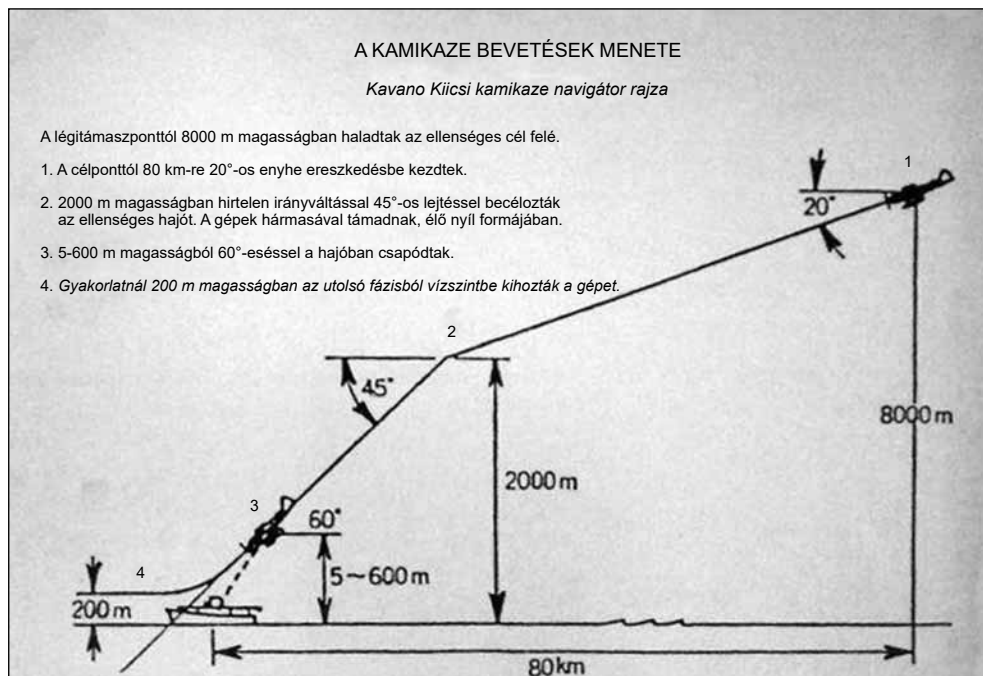 A KAMIKAZE BEVETÉSEK MENETE
Kavano Kiicsi kamikaze navigátor rajza
A légitámaszponttól 8000 m magasságban haladtak az ellenséges cél felé.
1. A célponttól 80 km-re 20°-os enyhe ereszkedésbe kezdtek.
2. 2000 m magasságban hirtelen irányváltással 45°-os lejtéssel becélozták
az ellenséges hajót. A gépek hármasával támadnak, élő nyíl formájában.
3. 5-600 m magasságból 60°-eséssel a hajóban csapódtak.
4. Gyakorlatnál 200 m magasságban az utolsó fázisból vízszintbe kihozták a gépet.
1
20°
2
45°
8000 m
2000 m
3
60°
5~600 m
4
200 m
80 km